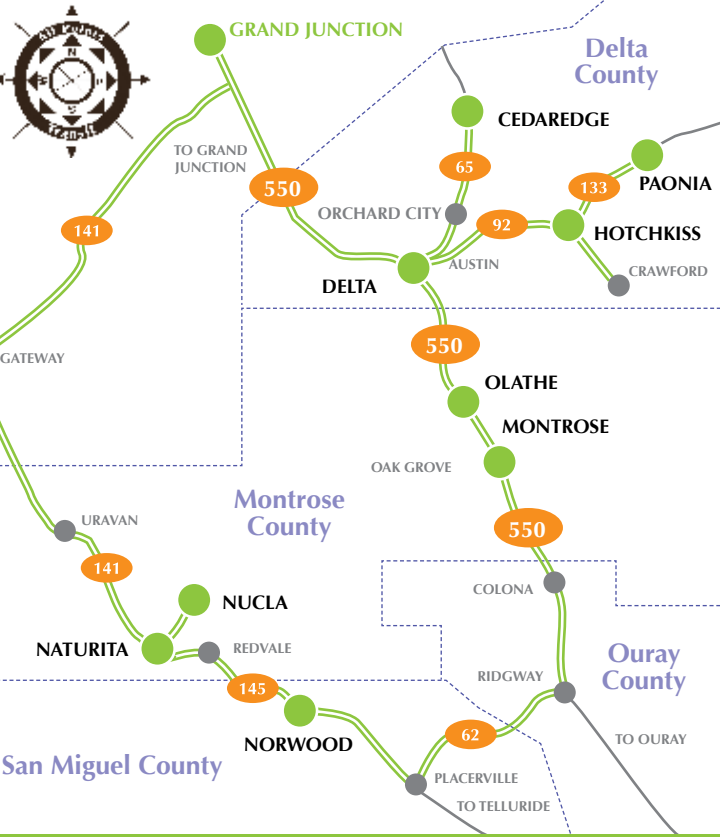 GRAND JUNCTION
Delta
County
N
S
CEDAREDGE
TO GRAND
JUNCTION
65
133
PAONIA
550
ORCHARD CITY
92
141
HOTCHKISS
AUSTIN
CRAWFORD
DELTA
550
GATEWAY
OLATHE
MONTROSE
OAK GROVE
Montrose
County
URAVAN
550
141
COLONA
NUCLA
NATURITA
REDVALE
Ouray
County
RIDGWAY
145
NORWOOD
62
TO OURAY
San Miguel County
PLACERVILLE
TO TELLURIDE